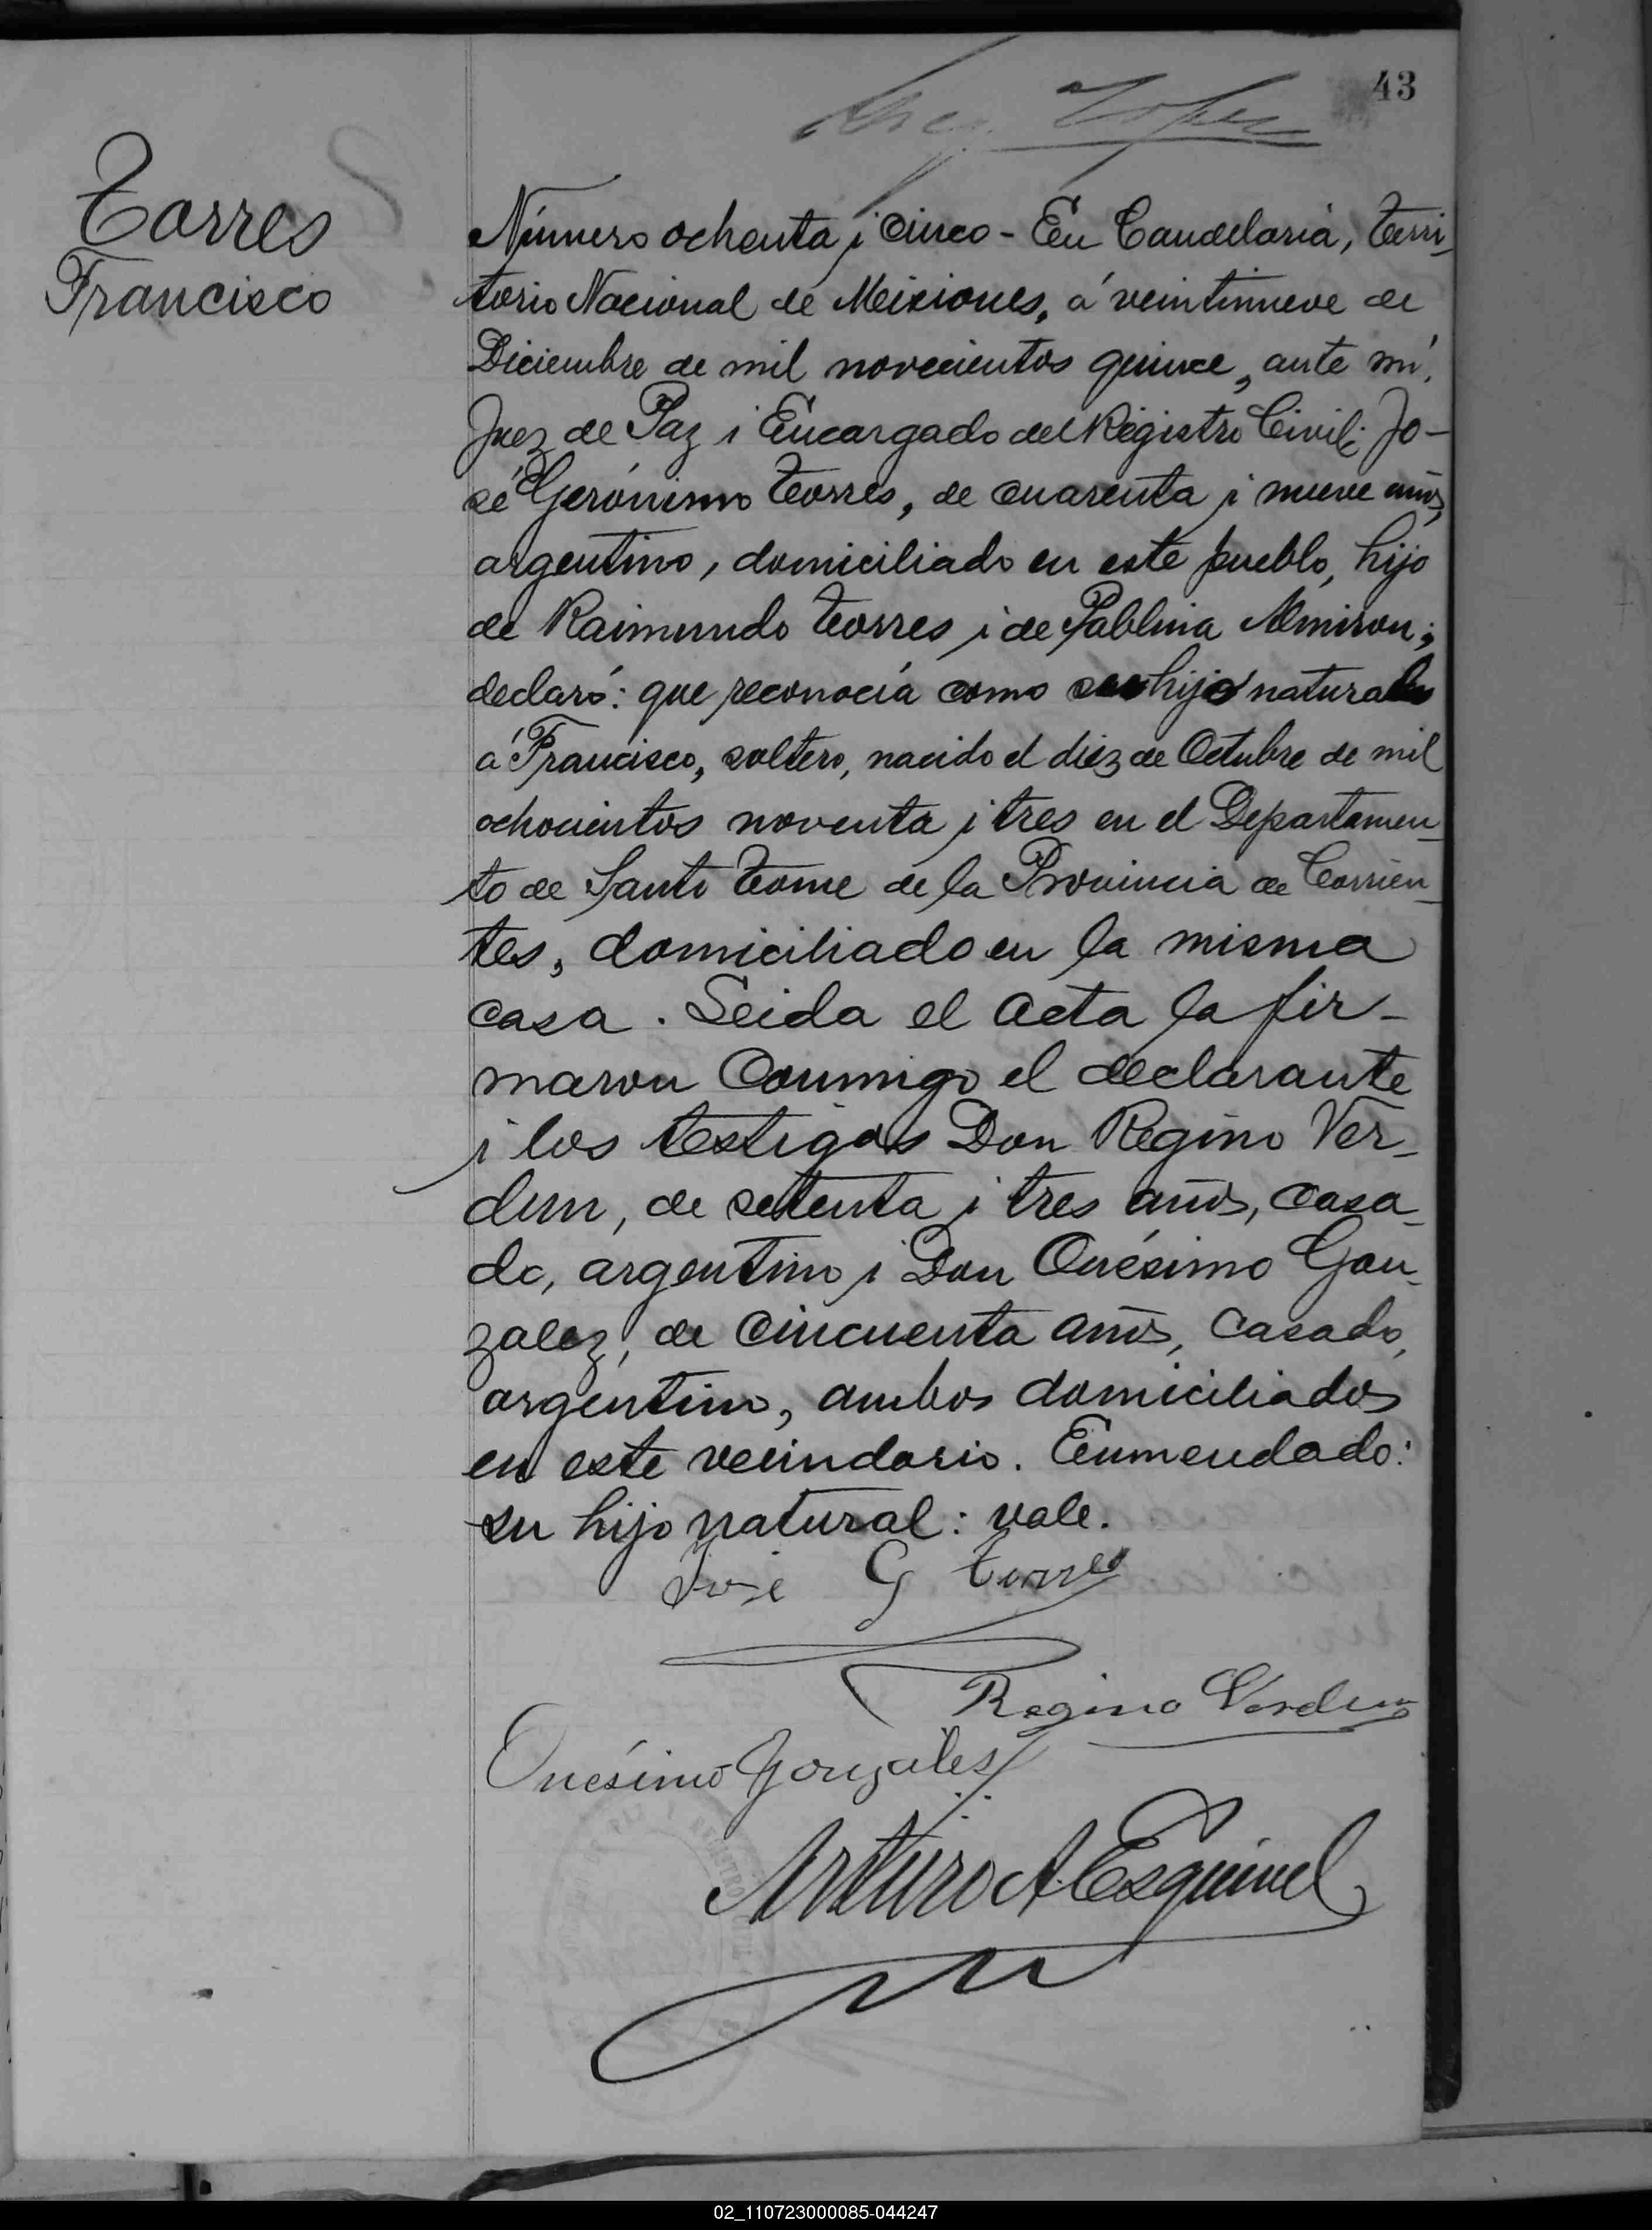 43
Torres
Francisco
Número ochenta i cinco - En Candelaria, Terri-
torio Nacional de Misiones, á veintinueve de
Diciembre de mil novecientos quince, ante mí,
Juez de Paz i Encargado del Registro Civil: Jo-
sé Gerónimo Torres, de cuarenta i nueve años,
argentino, domiciliado en este pueblo, hijo
de Raimundo Torres i de Pablina Almiron;
declaró: que reconocía como su hijo natural
á Francisco, soltero, nacido el diez de Octubre de mil
ochocientos noventa i tres en el Departamen-
to de Santo Tome de la Provincia de Corrien-
tes, domiciliado en la misma
casa. Leida el acta la fir-
maron conmigo el declarante
i los testigos Don Regino Ver-
dun, de setenta i tres años, casa-
do, argentino i Don Onésimo Gon-
zalez, de cincuenta años, casado,
argentino, ambos domiciliados
en este vecindario. Enmendado:
su hijo natural: vale.
José G Torres
Regino Verdun
Onésimo Gonzales
Arturo A Esquivel
02_110723000085-044247